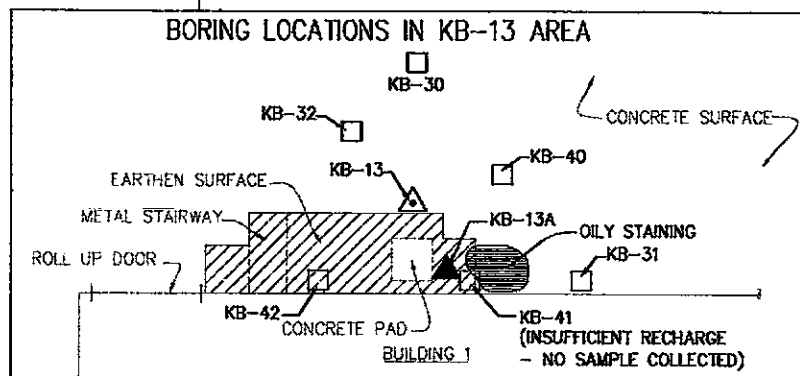 BORING LOCATIONS IN KB-13 AREA
KB-30
KB-32
CONCRETE SURFACE
KB-40
KB-13
EARTHEN SURFACE
METAL STAIRWAY
KB-13A
OILY STAINING
ROLL UP DOOR
KB-31
KB-42
CONCRETE PAD
KB-41
(INSUFFICIENT RECHARGE
- NO SAMPLE COLLECTED)
BUILDING 1